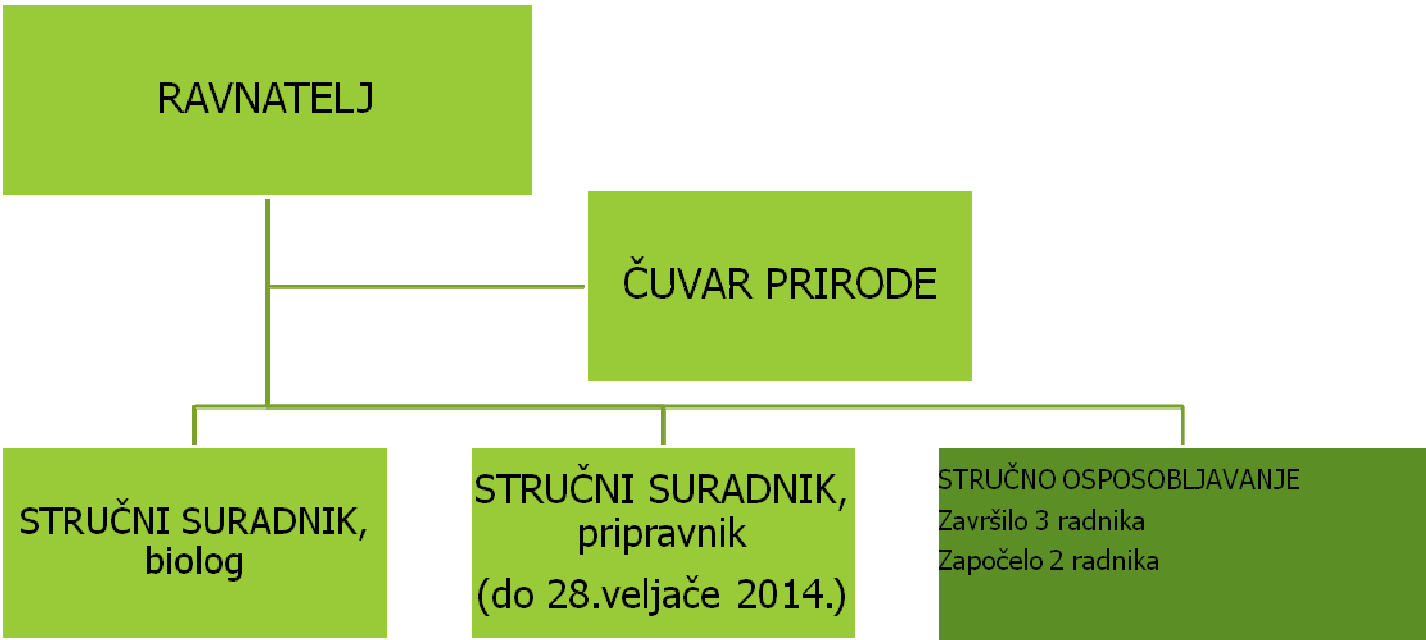 RAVNATELJ
ČUVAR PRIRODE
STRUČNI SURADNIK,
biolog
STRUČNI SURADNIK,
pripravnik
(do 28.veljače 2014.)
STRUČNO OSPOSOBLJAVANJE
Završilo 3 radnika
Započelo 2 radnika